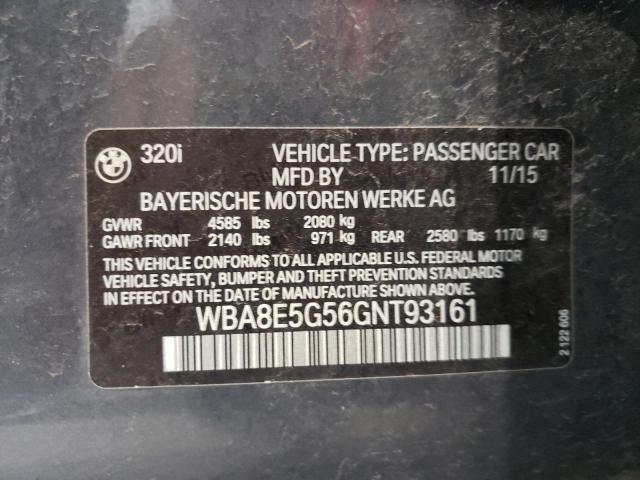 BMW
320i VEHICLE TYPE: PASSENGER CAR
MFD BY 11/15
BAYERISCHE MOTOREN WERKE AG
GVWR 4585 lbs 2080 kg
GAWR FRONT 2140 lbs 971 kg REAR 2580 lbs 1170 kg
THIS VEHICLE CONFORMS TO ALL APPLICABLE U.S. FEDERAL MOTOR
VEHICLE SAFETY, BUMPER AND THEFT PREVENTION STANDARDS
IN EFFECT ON THE DATE OF MANUFACTURE SHOWN ABOVE.
WBA8E5G56GNT93161
2 122 606